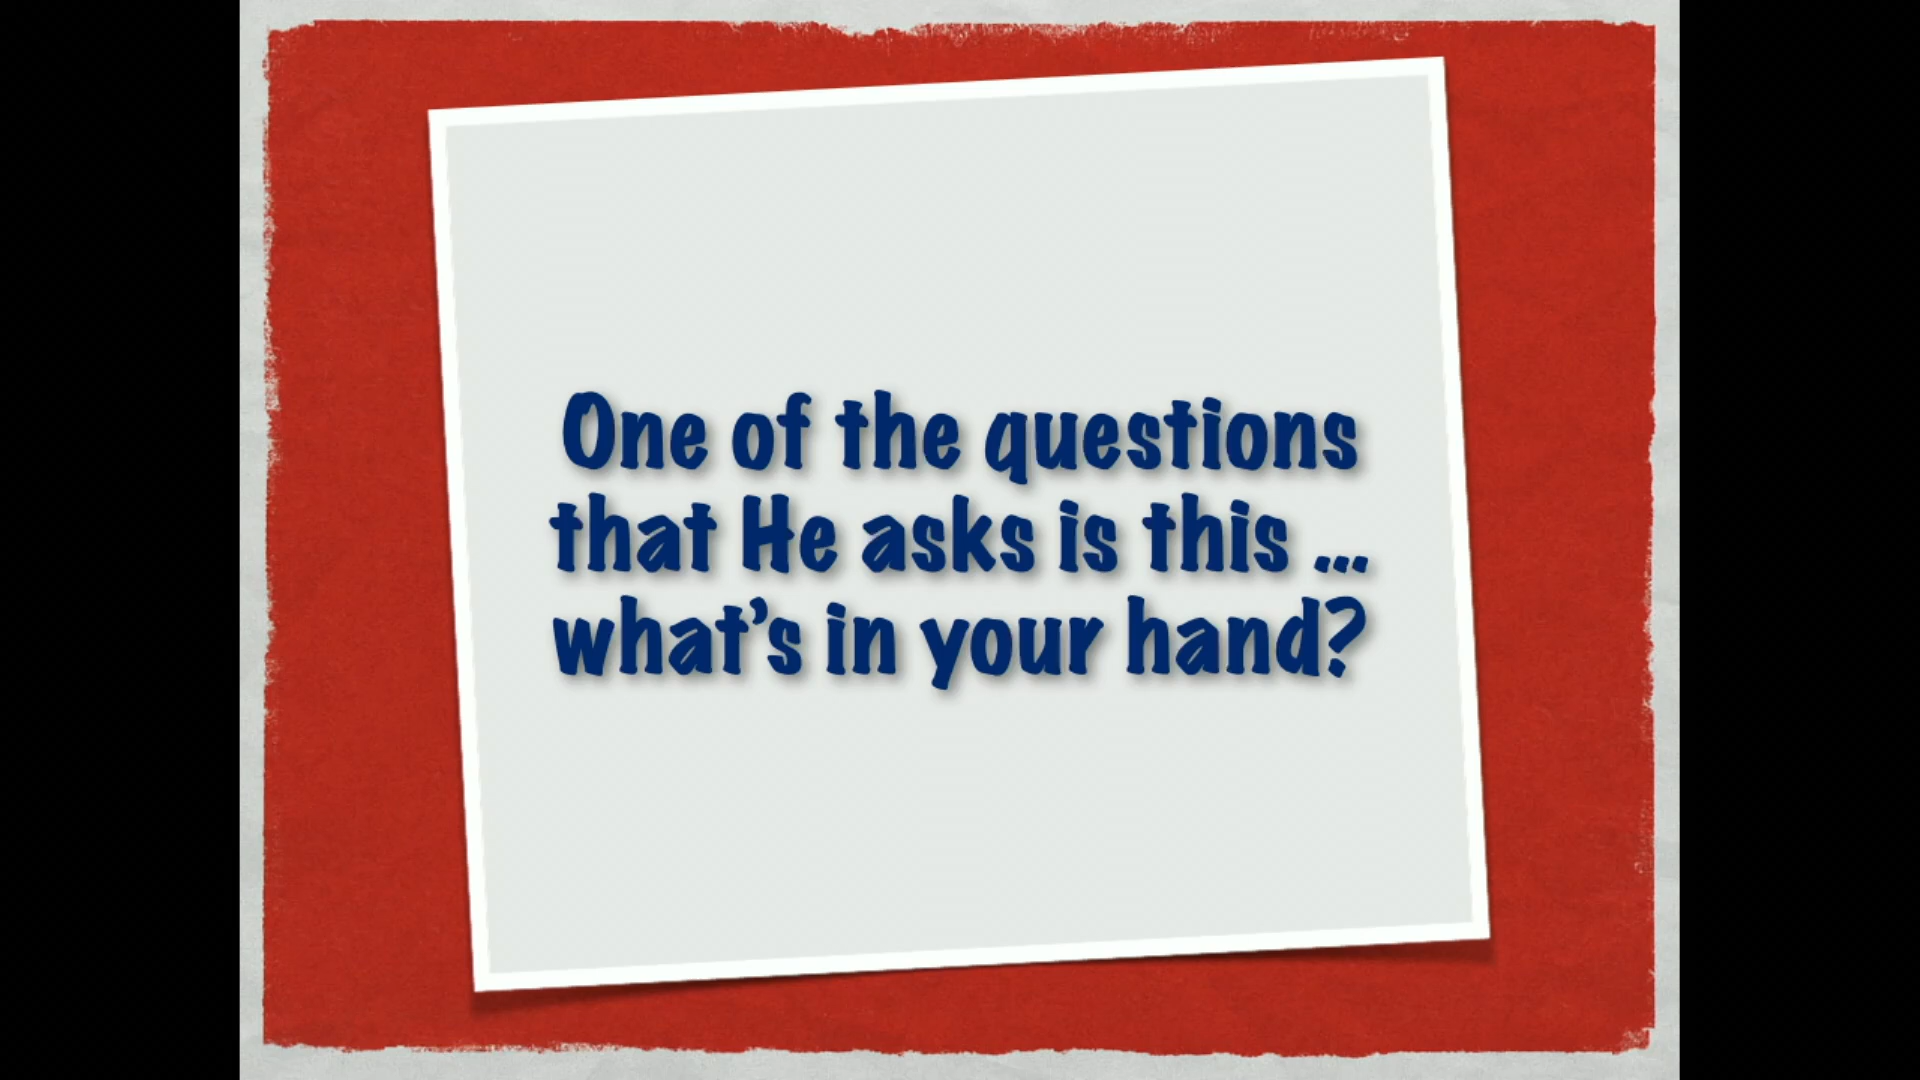 One of the questions
that He asks is this ...
what's in your hand?